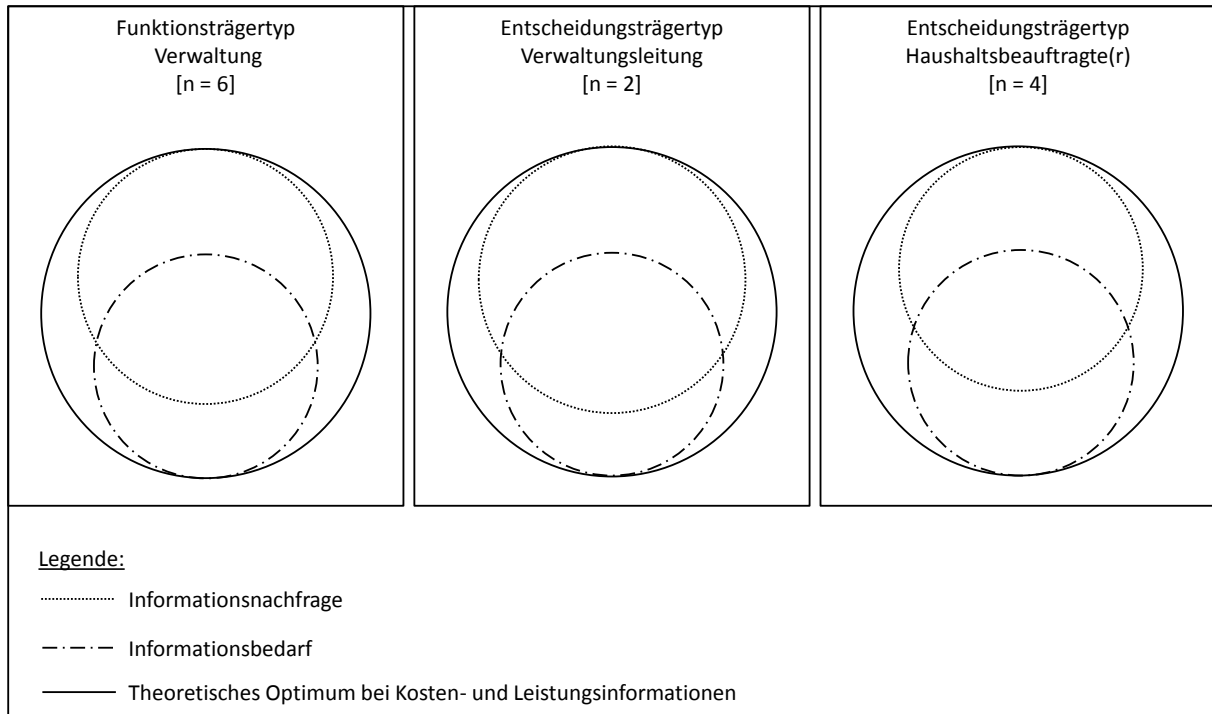 Funktionsträgertyp
Verwaltung
[n = 6]
Entscheidungsträgertyp
Verwaltungsleitung
[n = 2]
Entscheidungsträgertyp
Haushaltsbeauftragte(r)
[n = 4]
Legende:
Informationsnachfrage
Informationsbedarf
Theoretisches Optimum bei Kosten- und Leistungsinformationen